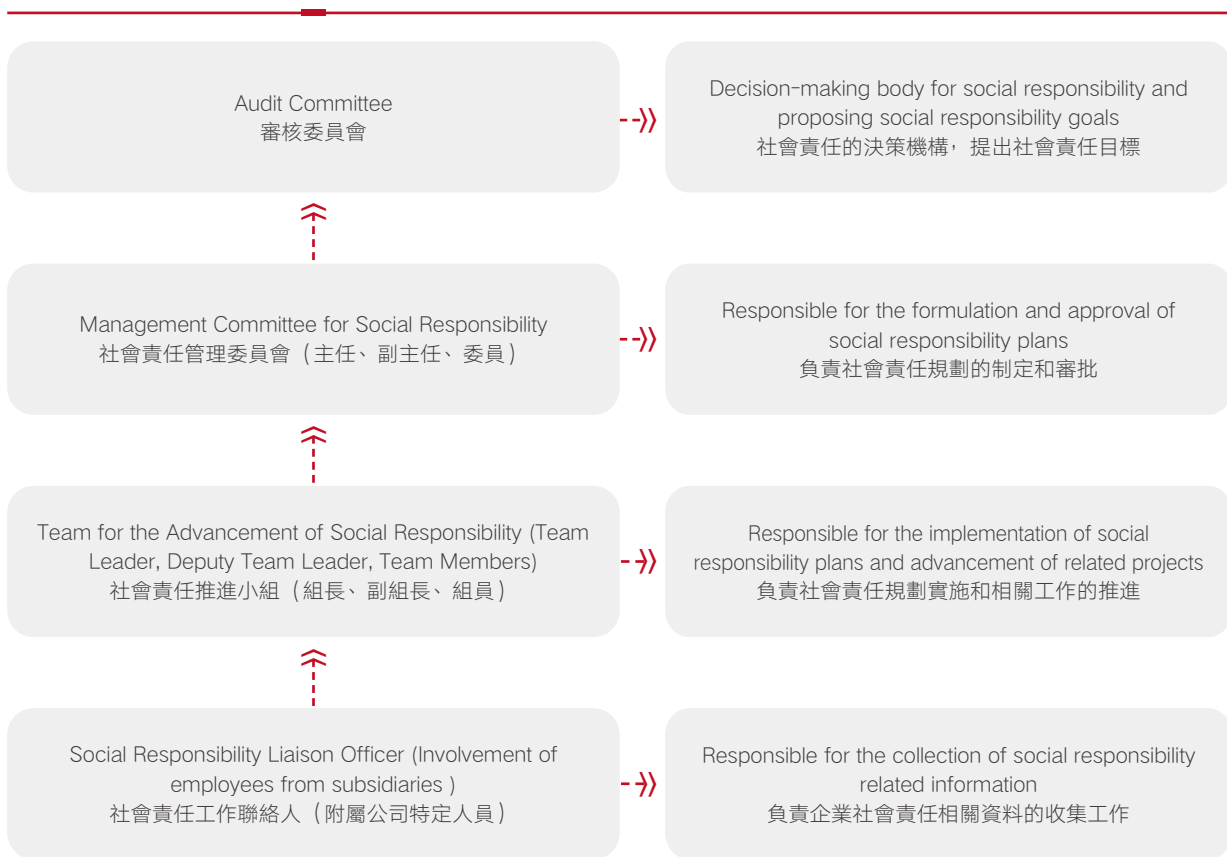 Audit Committee
審核委員會
Decision-making body for social responsibility and
proposing social responsibility goals
社會責任的決策機構，提出社會責任目標
Management Committee for Social Responsibility
社會責任管理委員會（主任、副主任、委員）
Responsible for the formulation and approval of
social responsibility plans
負責社會責任規劃的制定和審批
Team for the Advancement of Social Responsibility (Team
Leader, Deputy Team Leader, Team Members)
社會責任推進小組（組長、副組長、組員）
Responsible for the implementation of social
responsibility plans and advancement of related projects
負責社會責任規劃實施和相關工作的推進
Social Responsibility Liaison Officer (Involvement of
employees from subsidiaries )
社會責任工作聯絡人（附屬公司特定人員）
Responsible for the collection of social responsibility
related information
負責企業社會責任相關資料的收集工作